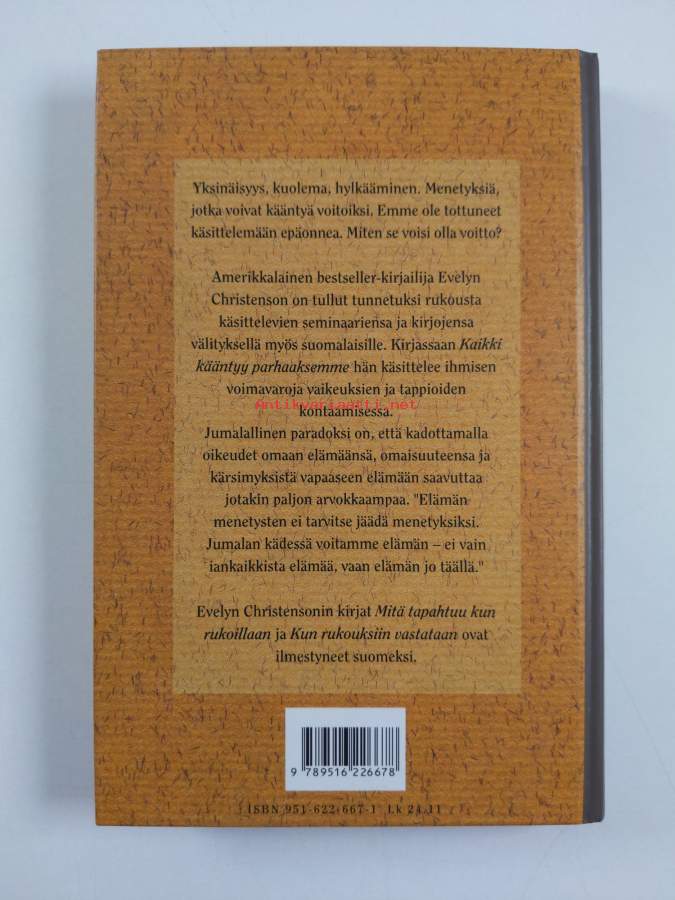 Yksinäisyys, kuolema, hylkääminen. Menetyksiä,
jotka voivat kääntyä voitoiksi. Emme ole tottuneet
käsittelemään epäonnea. Miten se voisi olla voitto?
Amerikkalainen bestseller-kirjailija Evelyn
Christenson on tullut tunnetuksi rukousta
käsittelevien seminaariensa ja kirjojensa
välityksellä myös suomalaisille. Kirjassaan Kaikki
kääntyy parhaaksemme hän käsittelee ihmisen
voimavaroja vaikeuksien ja tappioiden
Antikvariaatti.net
kohtaamisessa.
Jumalallinen paradoksi on, että kadottamalla
oikeudet omaan elämäänsä, omaisuuteensa ja
kärsimyksistä vapaaseen elämään saavuttaa
jotakin paljon arvokkaampaa. "Elämän
menetysten ei tarvitse jäädä menetyksiksi.
Jumalan kädessä voitamme elämän – ei vain
iankaikkista elämää, vaan elämän jo täällä."
Evelyn Christensonin kirjat Mitä tapahtuu kun
rukoillaan ja Kun rukouksiin vastataan ovat
ilmestyneet suomeksi.
9 789516 226678
ISBN 951-622-667-1 Lk 24.11